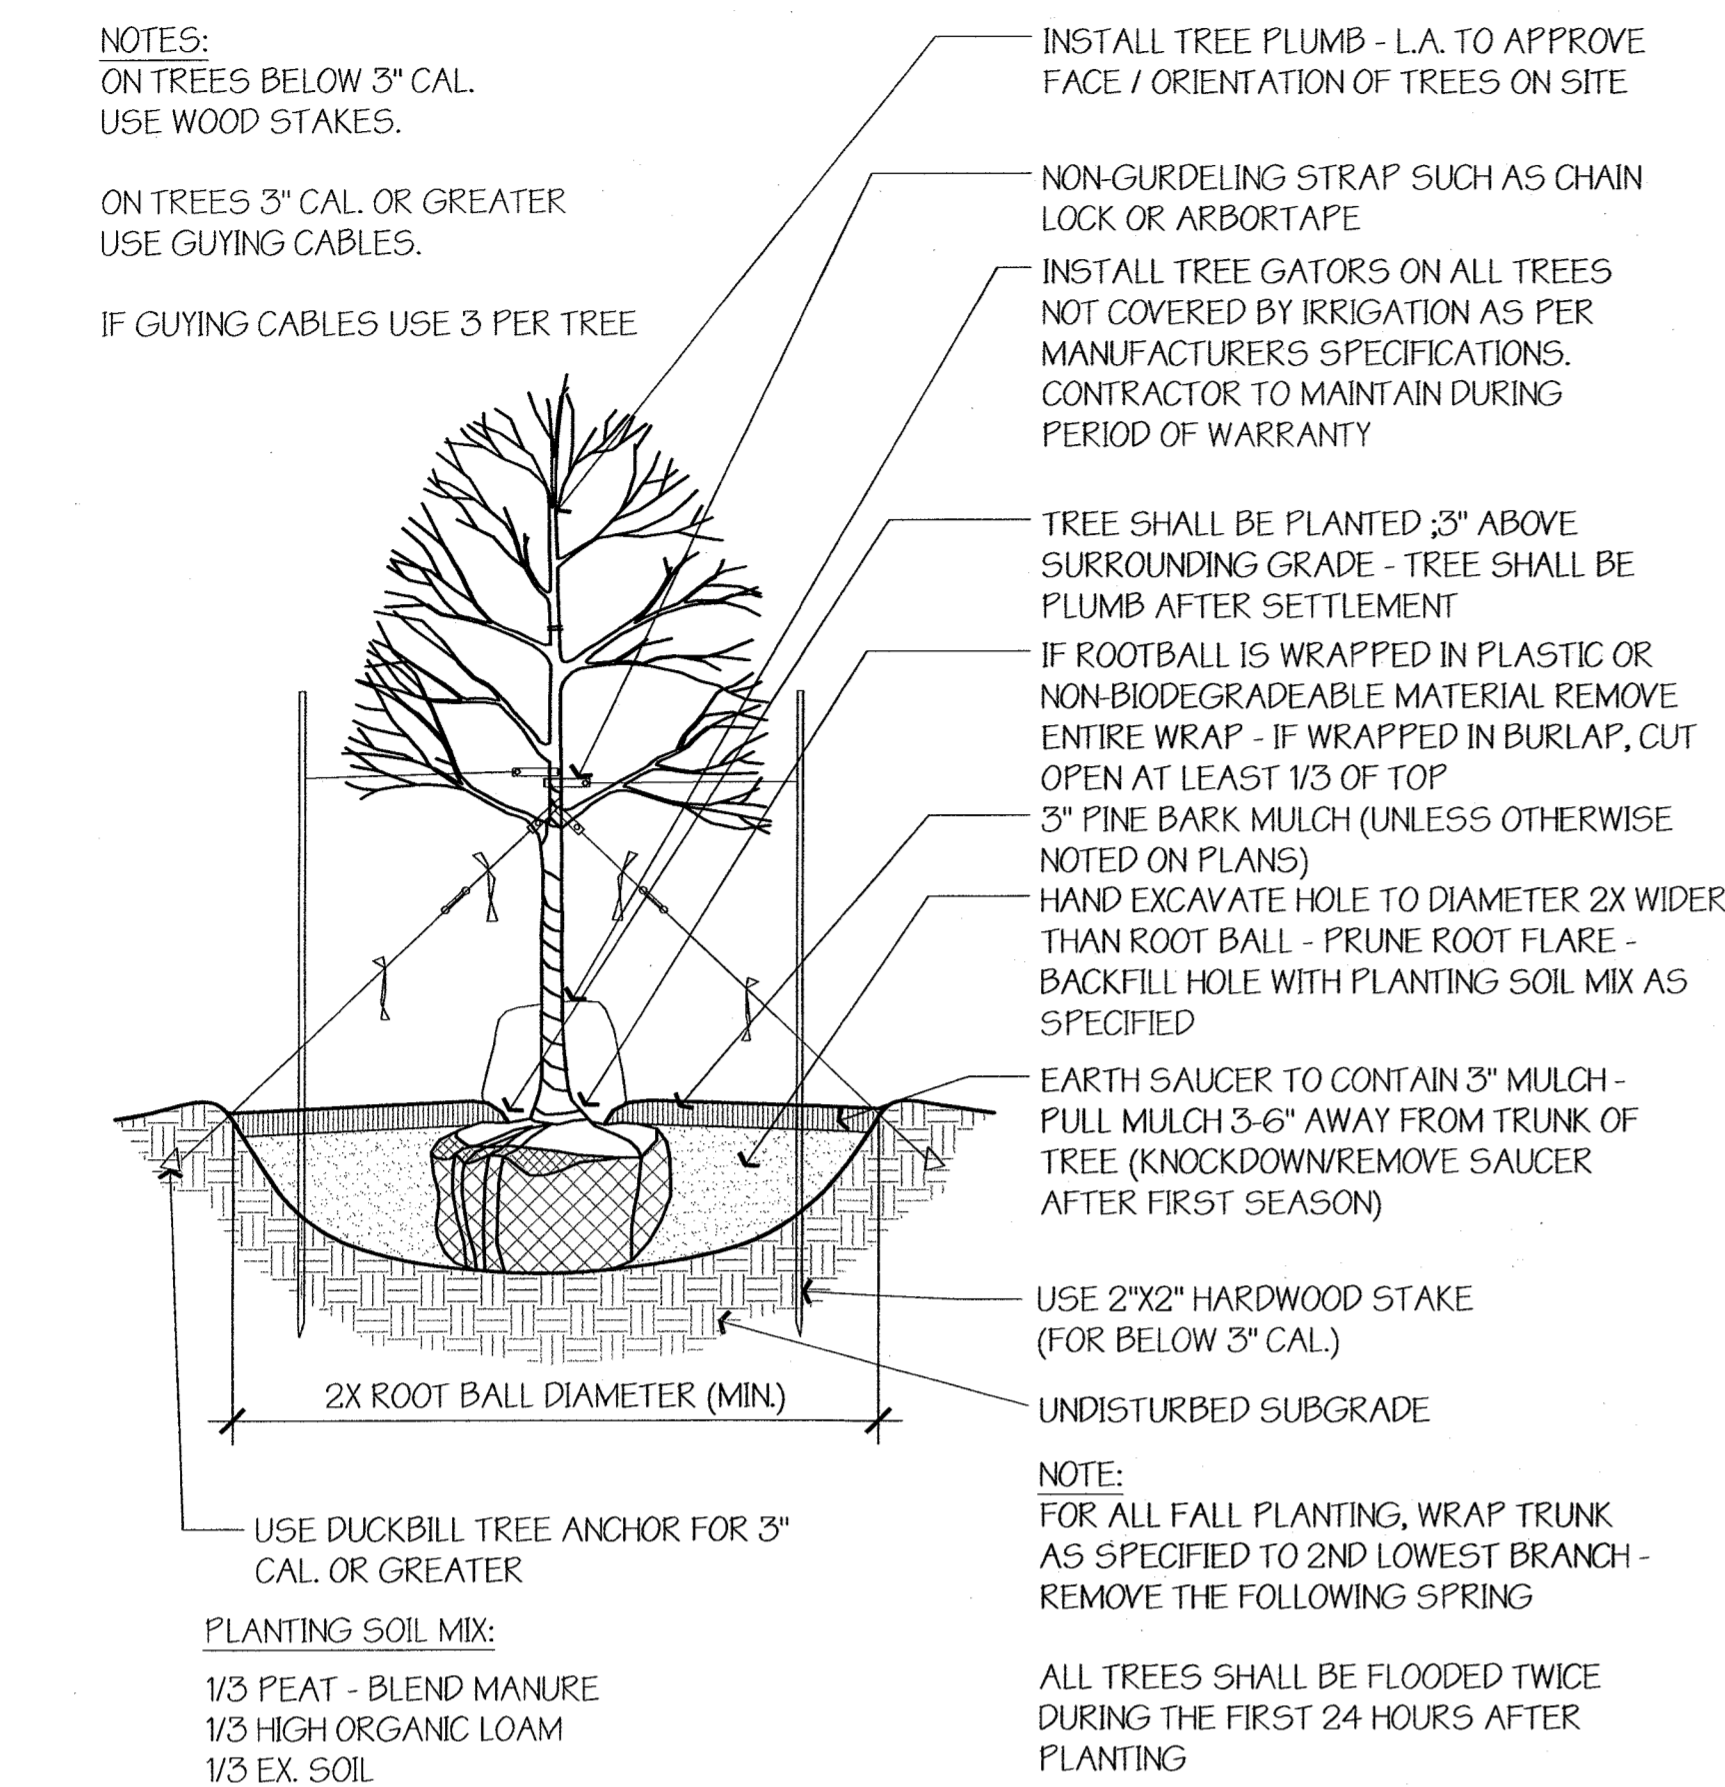 NOTES:
ON TREES BELOW 3" CAL.
USE WOOD STAKES.
ON TREES 3" CAL. OR GREATER
USE GUYING CABLES.
IF GUYING CABLES USE 3 PER TREE
INSTALL TREE PLUMB - L.A. TO APPROVE
FACE / ORIENTATION OF TREES ON SITE
NON-GURDELING STRAP SUCH AS CHAIN
LOCK OR ARBORTAPE
INSTALL TREE GATORS ON ALL TREES
NOT COVERED BY IRRIGATION AS PER
MANUFACTURERS SPECIFICATIONS.
CONTRACTOR TO MAINTAIN DURING
PERIOD OF WARRANTY
TREE SHALL BE PLANTED ;3" ABOVE
SURROUNDING GRADE - TREE SHALL BE
PLUMB AFTER SETTLEMENT
IF ROOTBALL IS WRAPPED IN PLASTIC OR
NON-BIODEGRADEABLE MATERIAL REMOVE
ENTIRE WRAP - IF WRAPPED IN BURLAP, CUT
OPEN AT LEAST 1/3 OF TOP
3" PINE BARK MULCH (UNLESS OTHERWISE
NOTED ON PLANS)
HAND EXCAVATE HOLE TO DIAMETER 2X WIDER
THAN ROOT BALL - PRUNE ROOT FLARE -
BACKFILL HOLE WITH PLANTING SOIL MIX AS
SPECIFIED
EARTH SAUCER TO CONTAIN 3" MULCH -
PULL MULCH 3-6" AWAY FROM TRUNK OF
TREE (KNOCKDOWN/REMOVE SAUCER
AFTER FIRST SEASON)
USE 2"X2" HARDWOOD STAKE
(FOR BELOW 3" CAL.)
UNDISTURBED SUBGRADE
2X ROOT BALL DIAMETER (MIN.)
USE DUCKBILL TREE ANCHOR FOR 3"
CAL. OR GREATER
PLANTING SOIL MIX:
1/3 PEAT - BLEND MANURE
1/3 HIGH ORGANIC LOAM
1/3 EX. SOIL
NOTE:
FOR ALL FALL PLANTING, WRAP TRUNK
AS SPECIFIED TO 2ND LOWEST BRANCH -
REMOVE THE FOLLOWING SPRING
ALL TREES SHALL BE FLOODED TWICE
DURING THE FIRST 24 HOURS AFTER
PLANTING